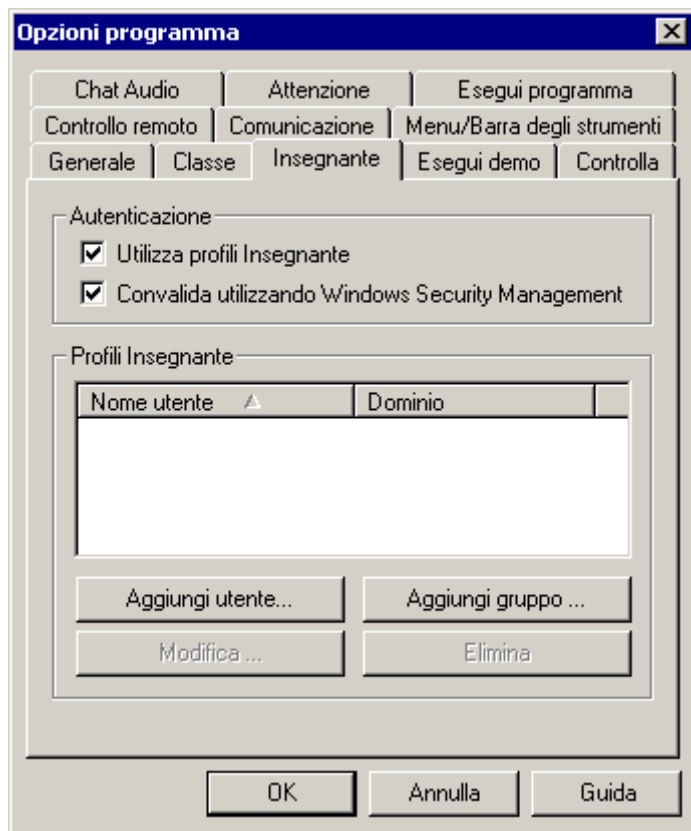 Opzioni programma
Chat Audio Attenzione Esegui programma
Controllo remoto Comunicazione Menu/Barra degli strumenti
Generale Classe Insegnante Esegui demo Controlla
Autenticazione
Utilizza profili Insegnante
Convalida utilizzando Windows Security Management
Profili Insegnante
Nome utente Dominio
Aggiungi utente... Aggiungi gruppo ...
Modifica ... Elimina
OK Annulla Guida